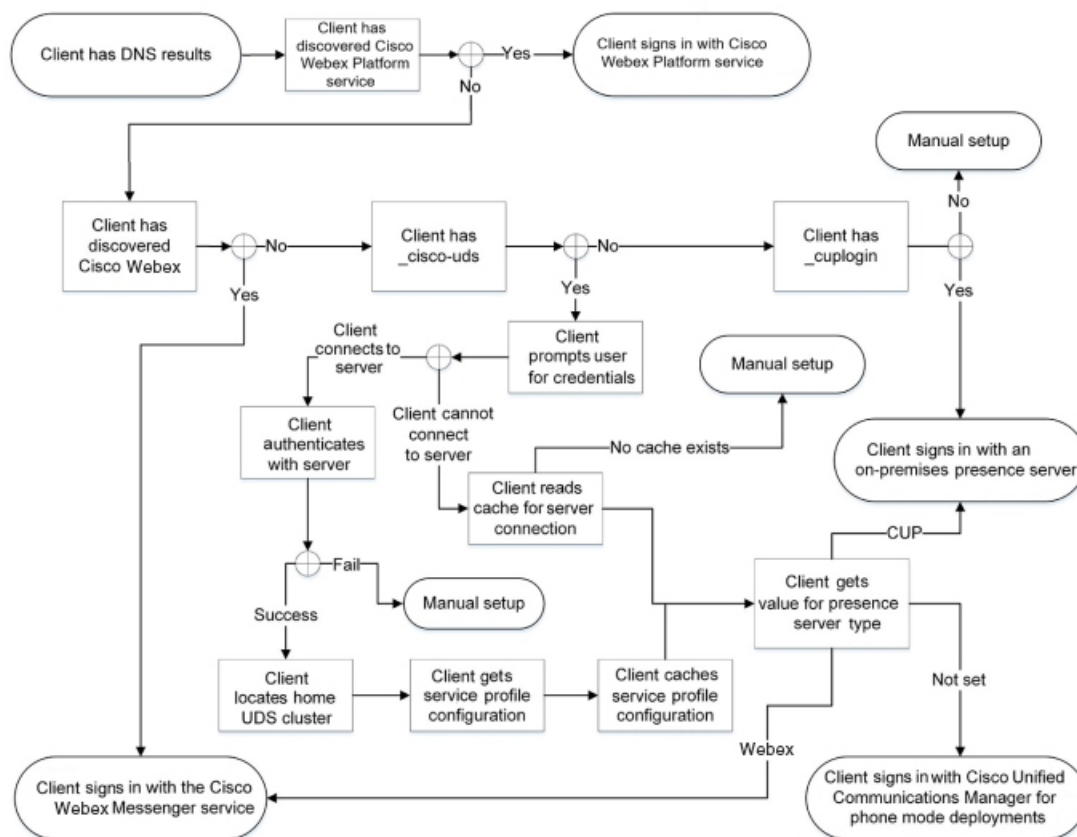 Client has DNS results
Client has
discovered Cisco
Webex Platform
service
Yes
No
Client signs in with Cisco
Webex Platform service
Manual setup
No
Client has
discovered
Cisco Webex
No
Yes
Client has
_cisco-uds
No
Yes
Client has
_cuplogin
Yes
Client
connects to
server
Client
prompts user
for credentials
Manual setup
Client
authenticates
with server
Client cannot
connect
to server
No cache exists
Client signs in with an
on-premises presence server
Client reads
cache for server
connection
CUP
Fail
Manual setup
Client gets
value for presence
server type
Success
Client
locates home
UDS cluster
Client gets
service profile
configuration
Client caches
service profile
configuration
Not set
Webex
Client signs in with the Cisco
Webex Messenger service
Client signs in with Cisco Unified
Communications Manager for
phone mode deployments